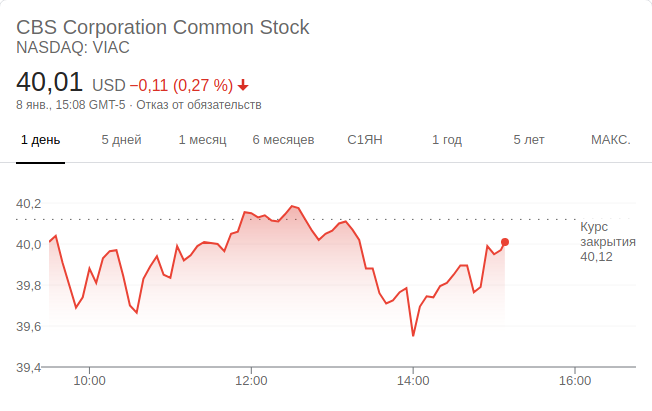 CBS Corporation Common Stock
NASDAQ: VIAC
40,01 USD −0,11 (0,27 %)
8 янв., 15:08 GMT-5 · Отказ от обязательств
1 день 5 дней 1 месяц 6 месяцев С1ЯН 1 год 5 лет МАКС.
40,2
Курс
закрытия
40,12
40,0
39,8
39,6
39,4
10:00 12:00 14:00 16:00